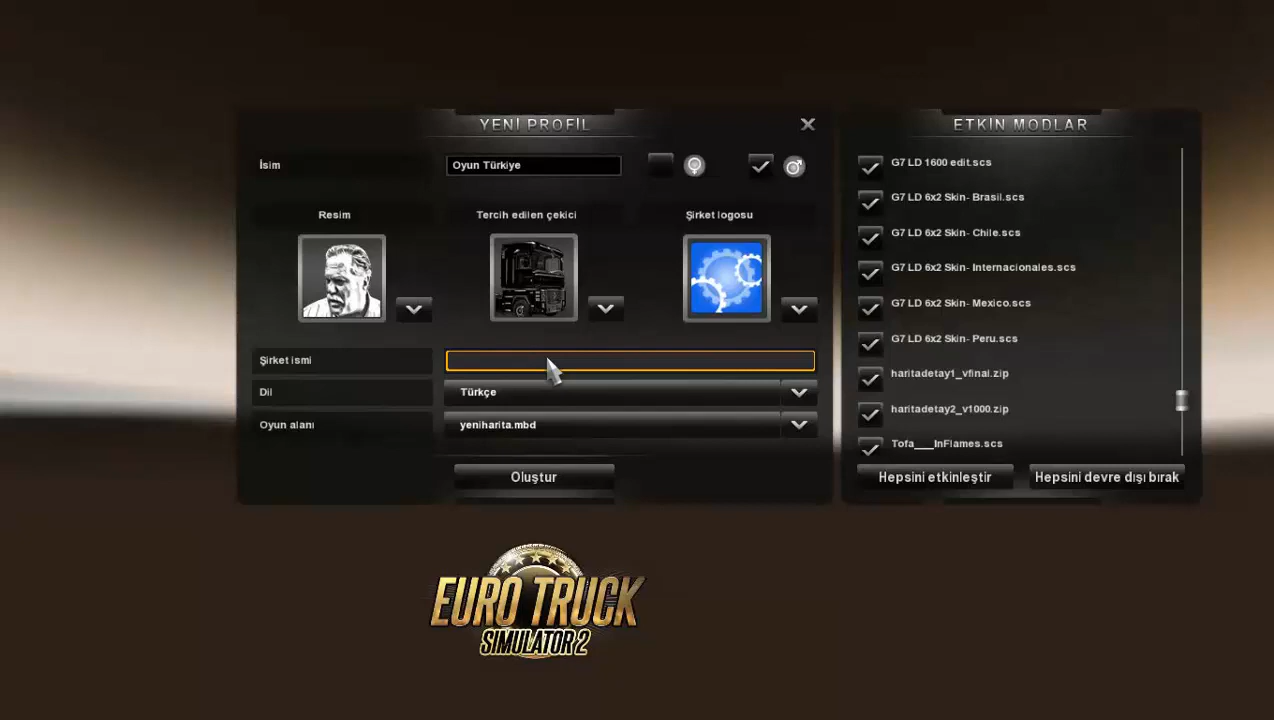 YENİ PROFİL
İsim
Oyun Türkiye
Resim
Tercih edilen çekici
Şirket logosu
Şirket ismi
Dil
Türkçe
Oyun alanı
yeniharita.mbd
Oluştur
ETKİN MODLAR
G7 LD 1600 edit.scs
G7 LD 6x2 Skin- Brasil.scs
G7 LD 6x2 Skin- Chile.scs
G7 LD 6x2 Skin- Internacionales.scs
G7 LD 6x2 Skin- Mexico.scs
G7 LD 6x2 Skin- Peru.scs
haritadetay1_vfinal.zip
haritadetay2_v1000.zip
Tofa___InFlames.scs
Hepsini etkinleştir
Hepsini devre dışı bırak
EURO TRUCK
SIMULATOR 2